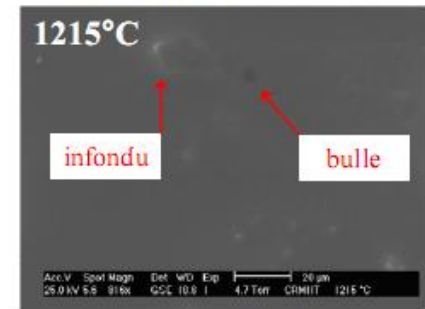 1215°C
infondu
bulle
Acc.V Spot Magn Det WD Exp 20 µm
25.0 kV 5.6 816x GSE 10.8 1 4.7 Torr CRMIIT 1215 °C